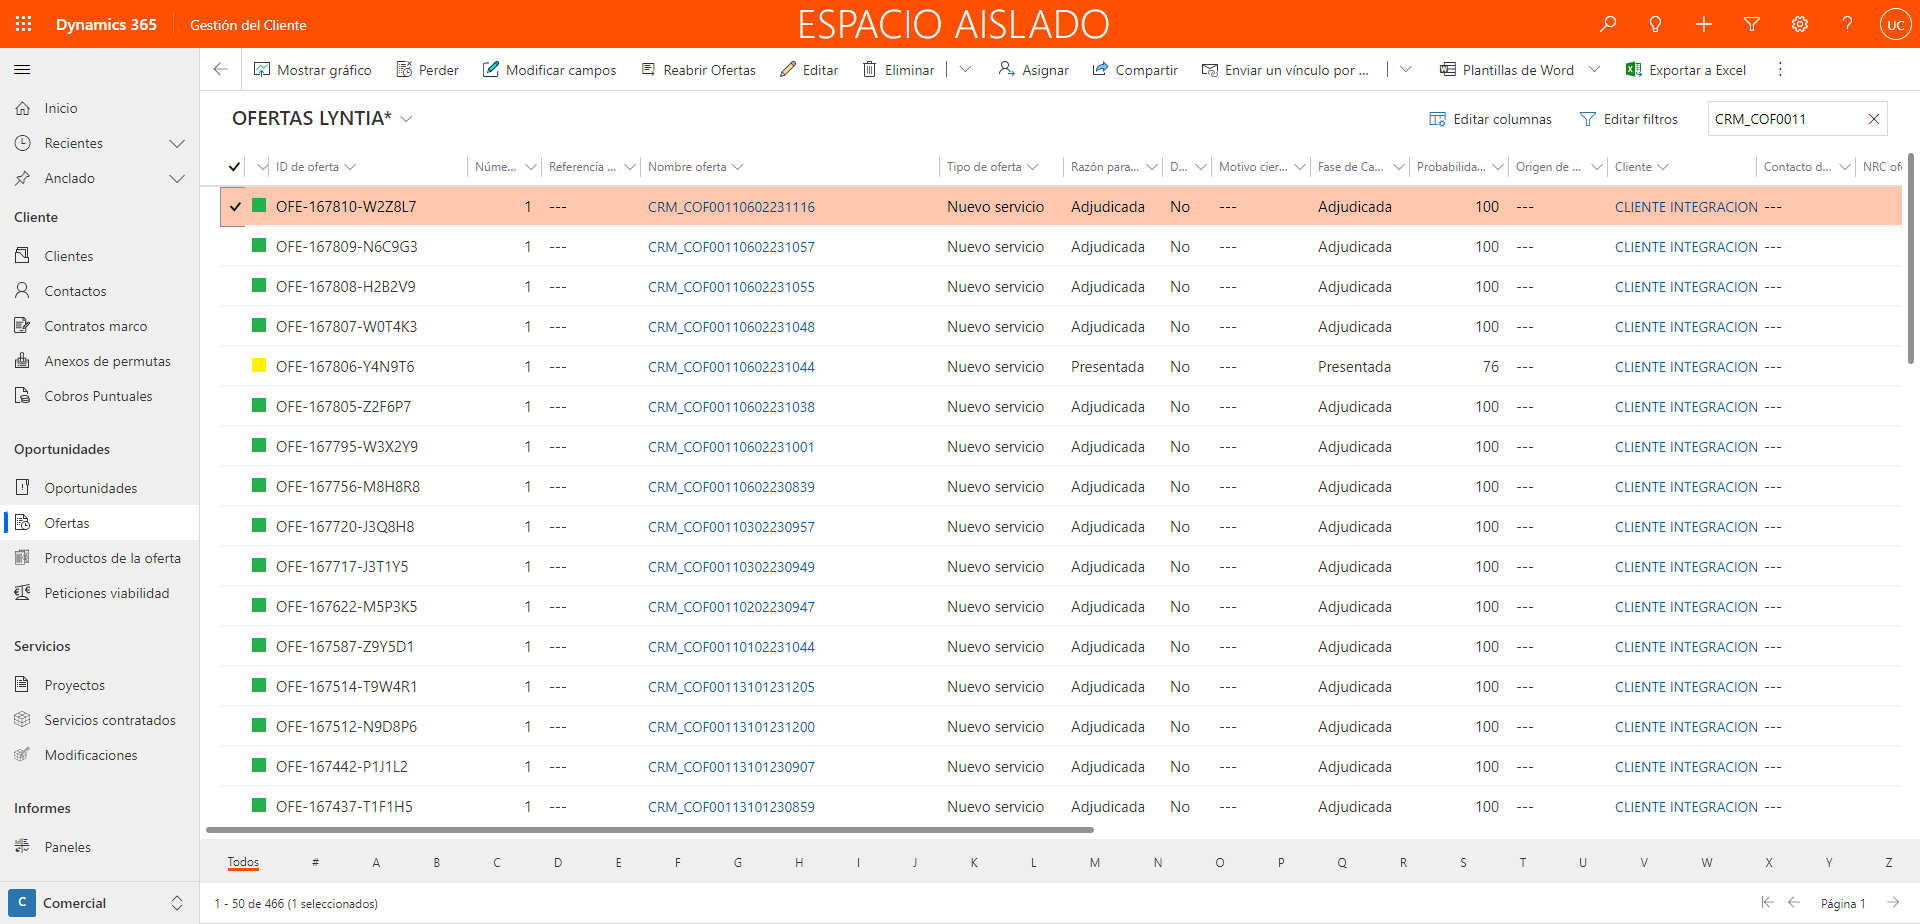 Dynamics 365 Gestión del Cliente ESPACIO AISLADO UC
Mostrar gráfico Perder Modificar campos Reabrir Ofertas Editar Eliminar Asignar Compartir Enviar un vínculo por ... Plantillas de Word Exportar a Excel
Inicio
Recientes
Anclado
Cliente
Clientes
Contactos
Contratos marco
Anexos de permutas
Cobros Puntuales
Oportunidades
Oportunidades
Ofertas
Productos de la oferta
Peticiones viabilidad
Servicios
Proyectos
Servicios contratados
Modificaciones
Informes
Paneles
C Comercial
OFERTAS LYNTIA*
Editar columnas Editar filtros CRM_COF0011
ID de oferta Núme... Referencia ... Nombre oferta Tipo de oferta Razón para... D... Motivo cier... Fase de Ca... Probabilida... Origen de ... Cliente Contacto d... NRC of
OFE-167810-W2Z8L7 1 --- CRM_COF00110602231116 Nuevo servicio Adjudicada No --- Adjudicada 100 --- CLIENTE INTEGRACION ---
OFE-167809-N6C9G3 1 --- CRM_COF00110602231057 Nuevo servicio Adjudicada No --- Adjudicada 100 --- CLIENTE INTEGRACION ---
OFE-167808-H2B2V9 1 --- CRM_COF00110602231055 Nuevo servicio Adjudicada No --- Adjudicada 100 --- CLIENTE INTEGRACION ---
OFE-167807-W0T4K3 1 --- CRM_COF00110602231048 Nuevo servicio Adjudicada No --- Adjudicada 100 --- CLIENTE INTEGRACION ---
OFE-167806-Y4N9T6 1 --- CRM_COF00110602231044 Nuevo servicio Presentada No --- Presentada 76 --- CLIENTE INTEGRACION ---
OFE-167805-Z2F6P7 1 --- CRM_COF00110602231038 Nuevo servicio Adjudicada No --- Adjudicada 100 --- CLIENTE INTEGRACION ---
OFE-167795-W3X2Y9 1 --- CRM_COF00110602231001 Nuevo servicio Adjudicada No --- Adjudicada 100 --- CLIENTE INTEGRACION ---
OFE-167756-M8H8R8 1 --- CRM_COF00110602230839 Nuevo servicio Adjudicada No --- Adjudicada 100 --- CLIENTE INTEGRACION ---
OFE-167720-J3Q8H8 1 --- CRM_COF00110302230957 Nuevo servicio Adjudicada No --- Adjudicada 100 --- CLIENTE INTEGRACION ---
OFE-167717-J3T1Y5 1 --- CRM_COF00110302230949 Nuevo servicio Adjudicada No --- Adjudicada 100 --- CLIENTE INTEGRACION ---
OFE-167622-M5P3K5 1 --- CRM_COF00110202230947 Nuevo servicio Adjudicada No --- Adjudicada 100 --- CLIENTE INTEGRACION ---
OFE-167587-Z9Y5D1 1 --- CRM_COF00110102231044 Nuevo servicio Adjudicada No --- Adjudicada 100 --- CLIENTE INTEGRACION ---
OFE-167514-T9W4R1 1 --- CRM_COF00113101231205 Nuevo servicio Adjudicada No --- Adjudicada 100 --- CLIENTE INTEGRACION ---
OFE-167512-N9D8P6 1 --- CRM_COF00113101231200 Nuevo servicio Adjudicada No --- Adjudicada 100 --- CLIENTE INTEGRACION ---
OFE-167442-P1J1L2 1 --- CRM_COF00113101230907 Nuevo servicio Adjudicada No --- Adjudicada 100 --- CLIENTE INTEGRACION ---
OFE-167437-T1F1H5 1 --- CRM_COF00113101230859 Nuevo servicio Adjudicada No --- Adjudicada 100 --- CLIENTE INTEGRACION ---
Todos # A B C D E F G H I J K L M N O P Q R S T U V W X Y Z
1 - 50 de 466 (1 seleccionados) Página 1